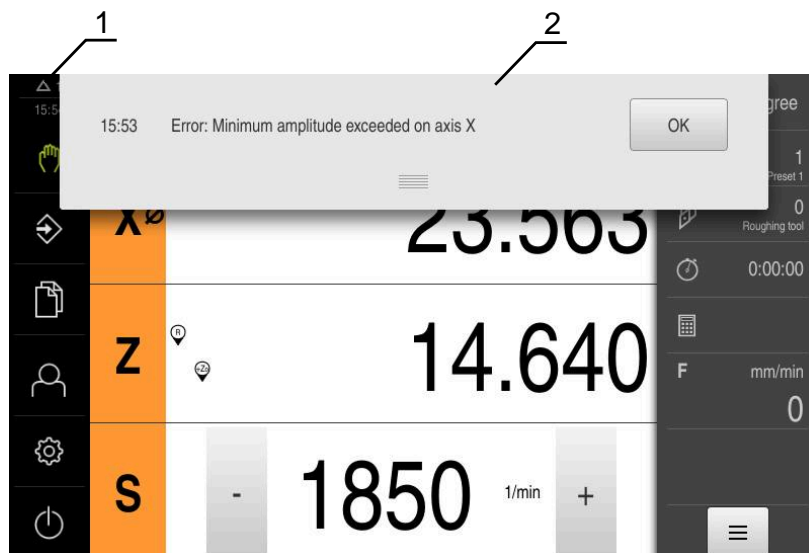 1
2
15:53 Error: Minimum amplitude exceeded on axis X OK
1
Preset 1
X Ø 23.563
0
Roughing tool
0:00:00
Z R 14.640
F mm/min
0
S - 1850 1/min +